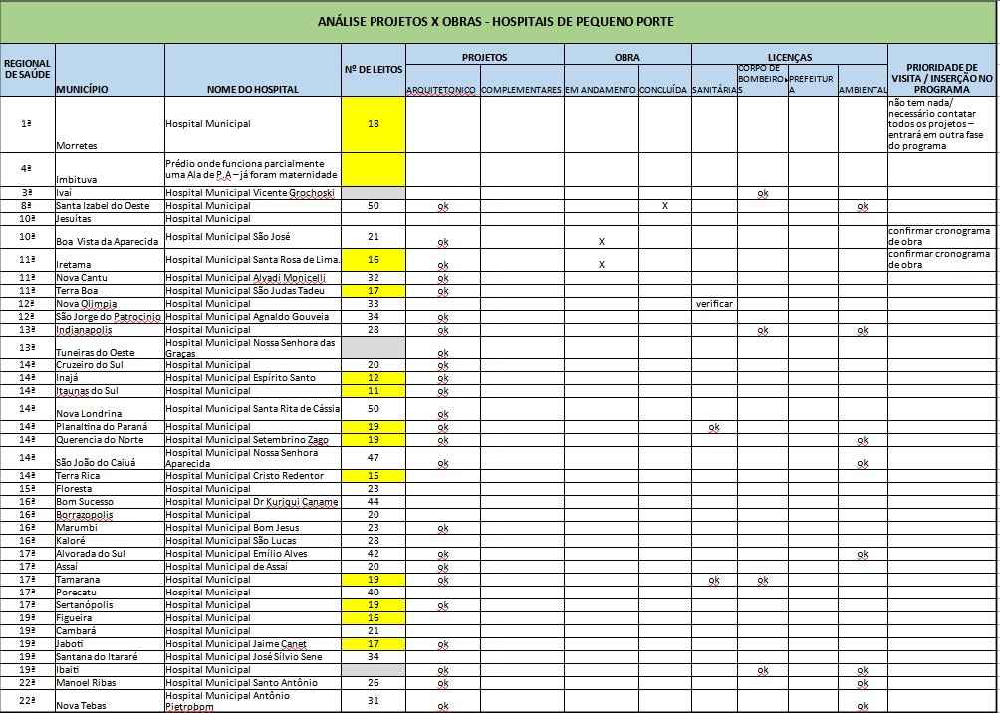 ANÁLISE PROJETOS X OBRAS - HOSPITAIS DE PEQUENO PORTE
REGIONAL DE SAÚDE MUNICÍPIO NOME DO HOSPITAL Nº DE LEITOS PROJETOS OBRA LICENÇAS PRIORIDADE DE VISITA / INSERÇÃO NO PROGRAMA
ARQUITETONICO COMPLEMENTARES EM ANDAMENTO CONCLUÍDA SANITÁRIAS CORPO DE BOMBEIROS PREFEITURA AMBIENTAL
1ª Morretes Hospital Municipal 18 não tem nada/ necessário contatar todos os projetos – entrará em outra fase do programa
4ª Imbituva Prédio onde funciona parcialmente uma Ala de P.A – já foram maternidade
3ª Ivaí Hospital Municipal Vicente Grochoski ok
8ª Santa Izabel do Oeste Hospital Municipal 50 ok X ok
10ª Jesuítas Hospital Municipal
10ª Boa Vista da Aparecida Hospital Municipal São José 21 ok X confirmar cronograma de obra
11ª Iretama Hospital Municipal Santa Rosa de Lima. 16 ok X confirmar cronograma de obra
11ª Nova Cantu Hospital Municipal Alvadi Monicelli 32 ok
11ª Terra Boa Hospital Municipal São Judas Tadeu 17 ok
12ª Nova Olimpia Hospital Municipal 33 verificar
12ª São Jorge do Patrocinio Hospital Municipal Agnaldo Gouveia 34 ok
13ª Indianapolis Hospital Municipal 28 ok ok ok
13ª Tuneiras do Oeste Hospital Municipal Nossa Senhora das Graças ok
14ª Cruzeiro do Sul Hospital Municipal 20 ok
14ª Inajá Hospital Municipal Espírito Santo 12 ok
14ª Itaunas do Sul Hospital Municipal 11 ok
14ª Nova Londrina Hospital Municipal Santa Rita de Cássia 50 ok
14ª Planaltina do Paraná Hospital Municipal 19 ok ok
14ª Querencia do Norte Hospital Municipal Setembrino Zago 19 ok ok
14ª São João do Caiuá Hospital Municipal Nossa Senhora Aparecida 47 ok ok
14ª Terra Rica Hospital Municipal Cristo Redentor 15
15ª Floresta Hospital Municipal 23
16ª Bom Sucesso Hospital Municipal Dr Kuriqui Caname 44
16ª Borrazopolis Hospital Municipal 20
16ª Marumbi Hospital Municipal Bom Jesus 23 ok
16ª Kaloré Hospital Municipal São Lucas 28
17ª Alvorada do Sul Hospital Municipal Emílio Alves 42 ok ok
17ª Assaí Hospital Municipal de Assaí 20 ok
17ª Tamarana Hospital Municipal 19 ok ok ok
17ª Porecatu Hospital Municipal 40
17ª Sertanópolis Hospital Municipal 19 ok
19ª Figueira Hospital Municipal 16
19ª Cambará Hospital Municipal 21
19ª Jaboti Hospital Municipal Jaime Canet 17 ok
19ª Santana do Itararé Hospital Municipal José Sílvio Sene 34
19ª Ibaiti Hospital Municipal ok ok ok
22ª Manoel Ribas Hospital Municipal Santo Antônio 26 ok ok
22ª Nova Tebas Hospital Municipal Antônio Pietrobom 31 ok ok